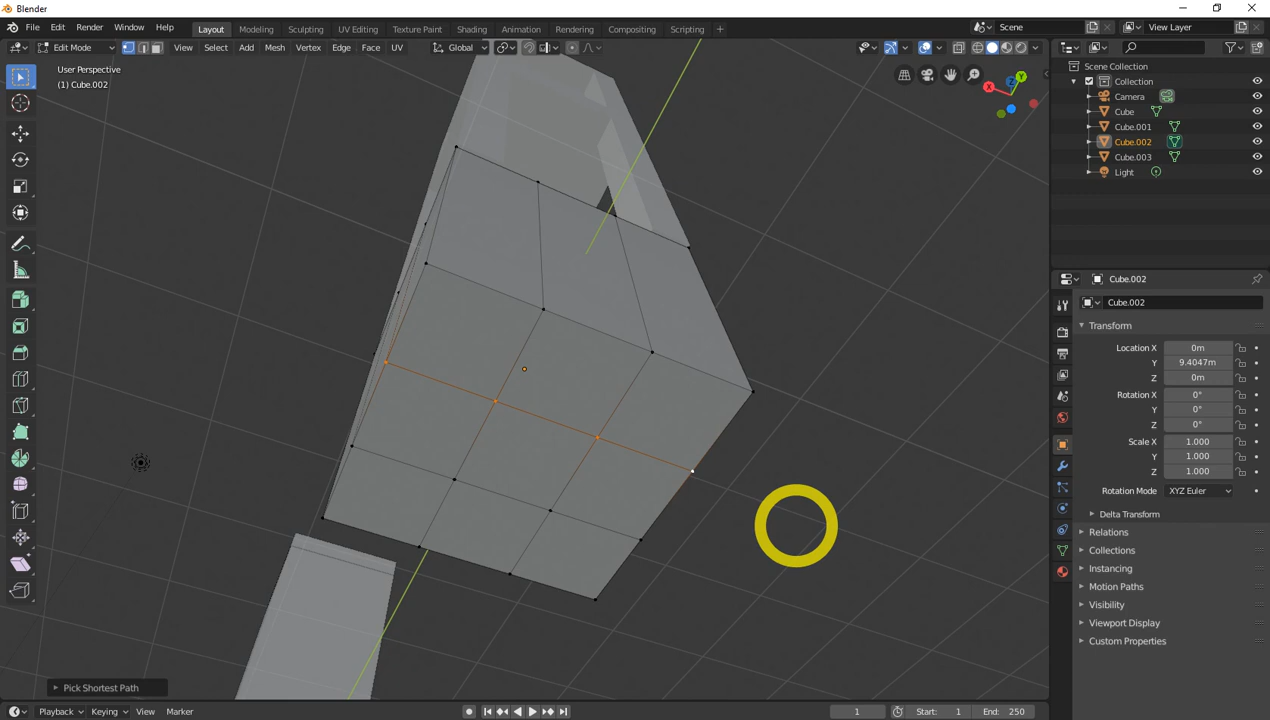 Blender
File Edit Render Window Help
Layout Modeling Sculpting UV Editing Texture Paint Shading Animation Rendering Compositing Scripting +
Scene
View Layer
Edit Mode View Select Add Mesh Vertex Edge Face UV
Global
User Perspective
(1) Cube.002
X
Y
Z
Scene Collection
Collection
Camera
Cube
Cube.001
Cube.002
Cube.003
Light
Cube.002
Cube.002
Transform
Location X 0m
Y 9.4047m
Z 0m
Rotation X 0°
Y 0°
Z 0°
Scale X 1.000
Y 1.000
Z 1.000
Rotation Mode XYZ Euler
Delta Transform
Relations
Collections
Instancing
Motion Paths
Visibility
Viewport Display
Custom Properties
Pick Shortest Path
Playback Keying View Marker
1
Start: 1 End: 250